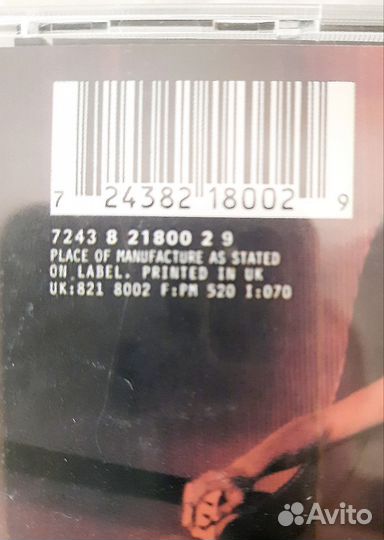 7 24382 18002 9
7243 8 21800 2 9
PLACE OF MANUFACTURE AS STATED
ON LABEL. PRINTED IN UK
UK:821 8002 F:PM 520 I:070
Avito